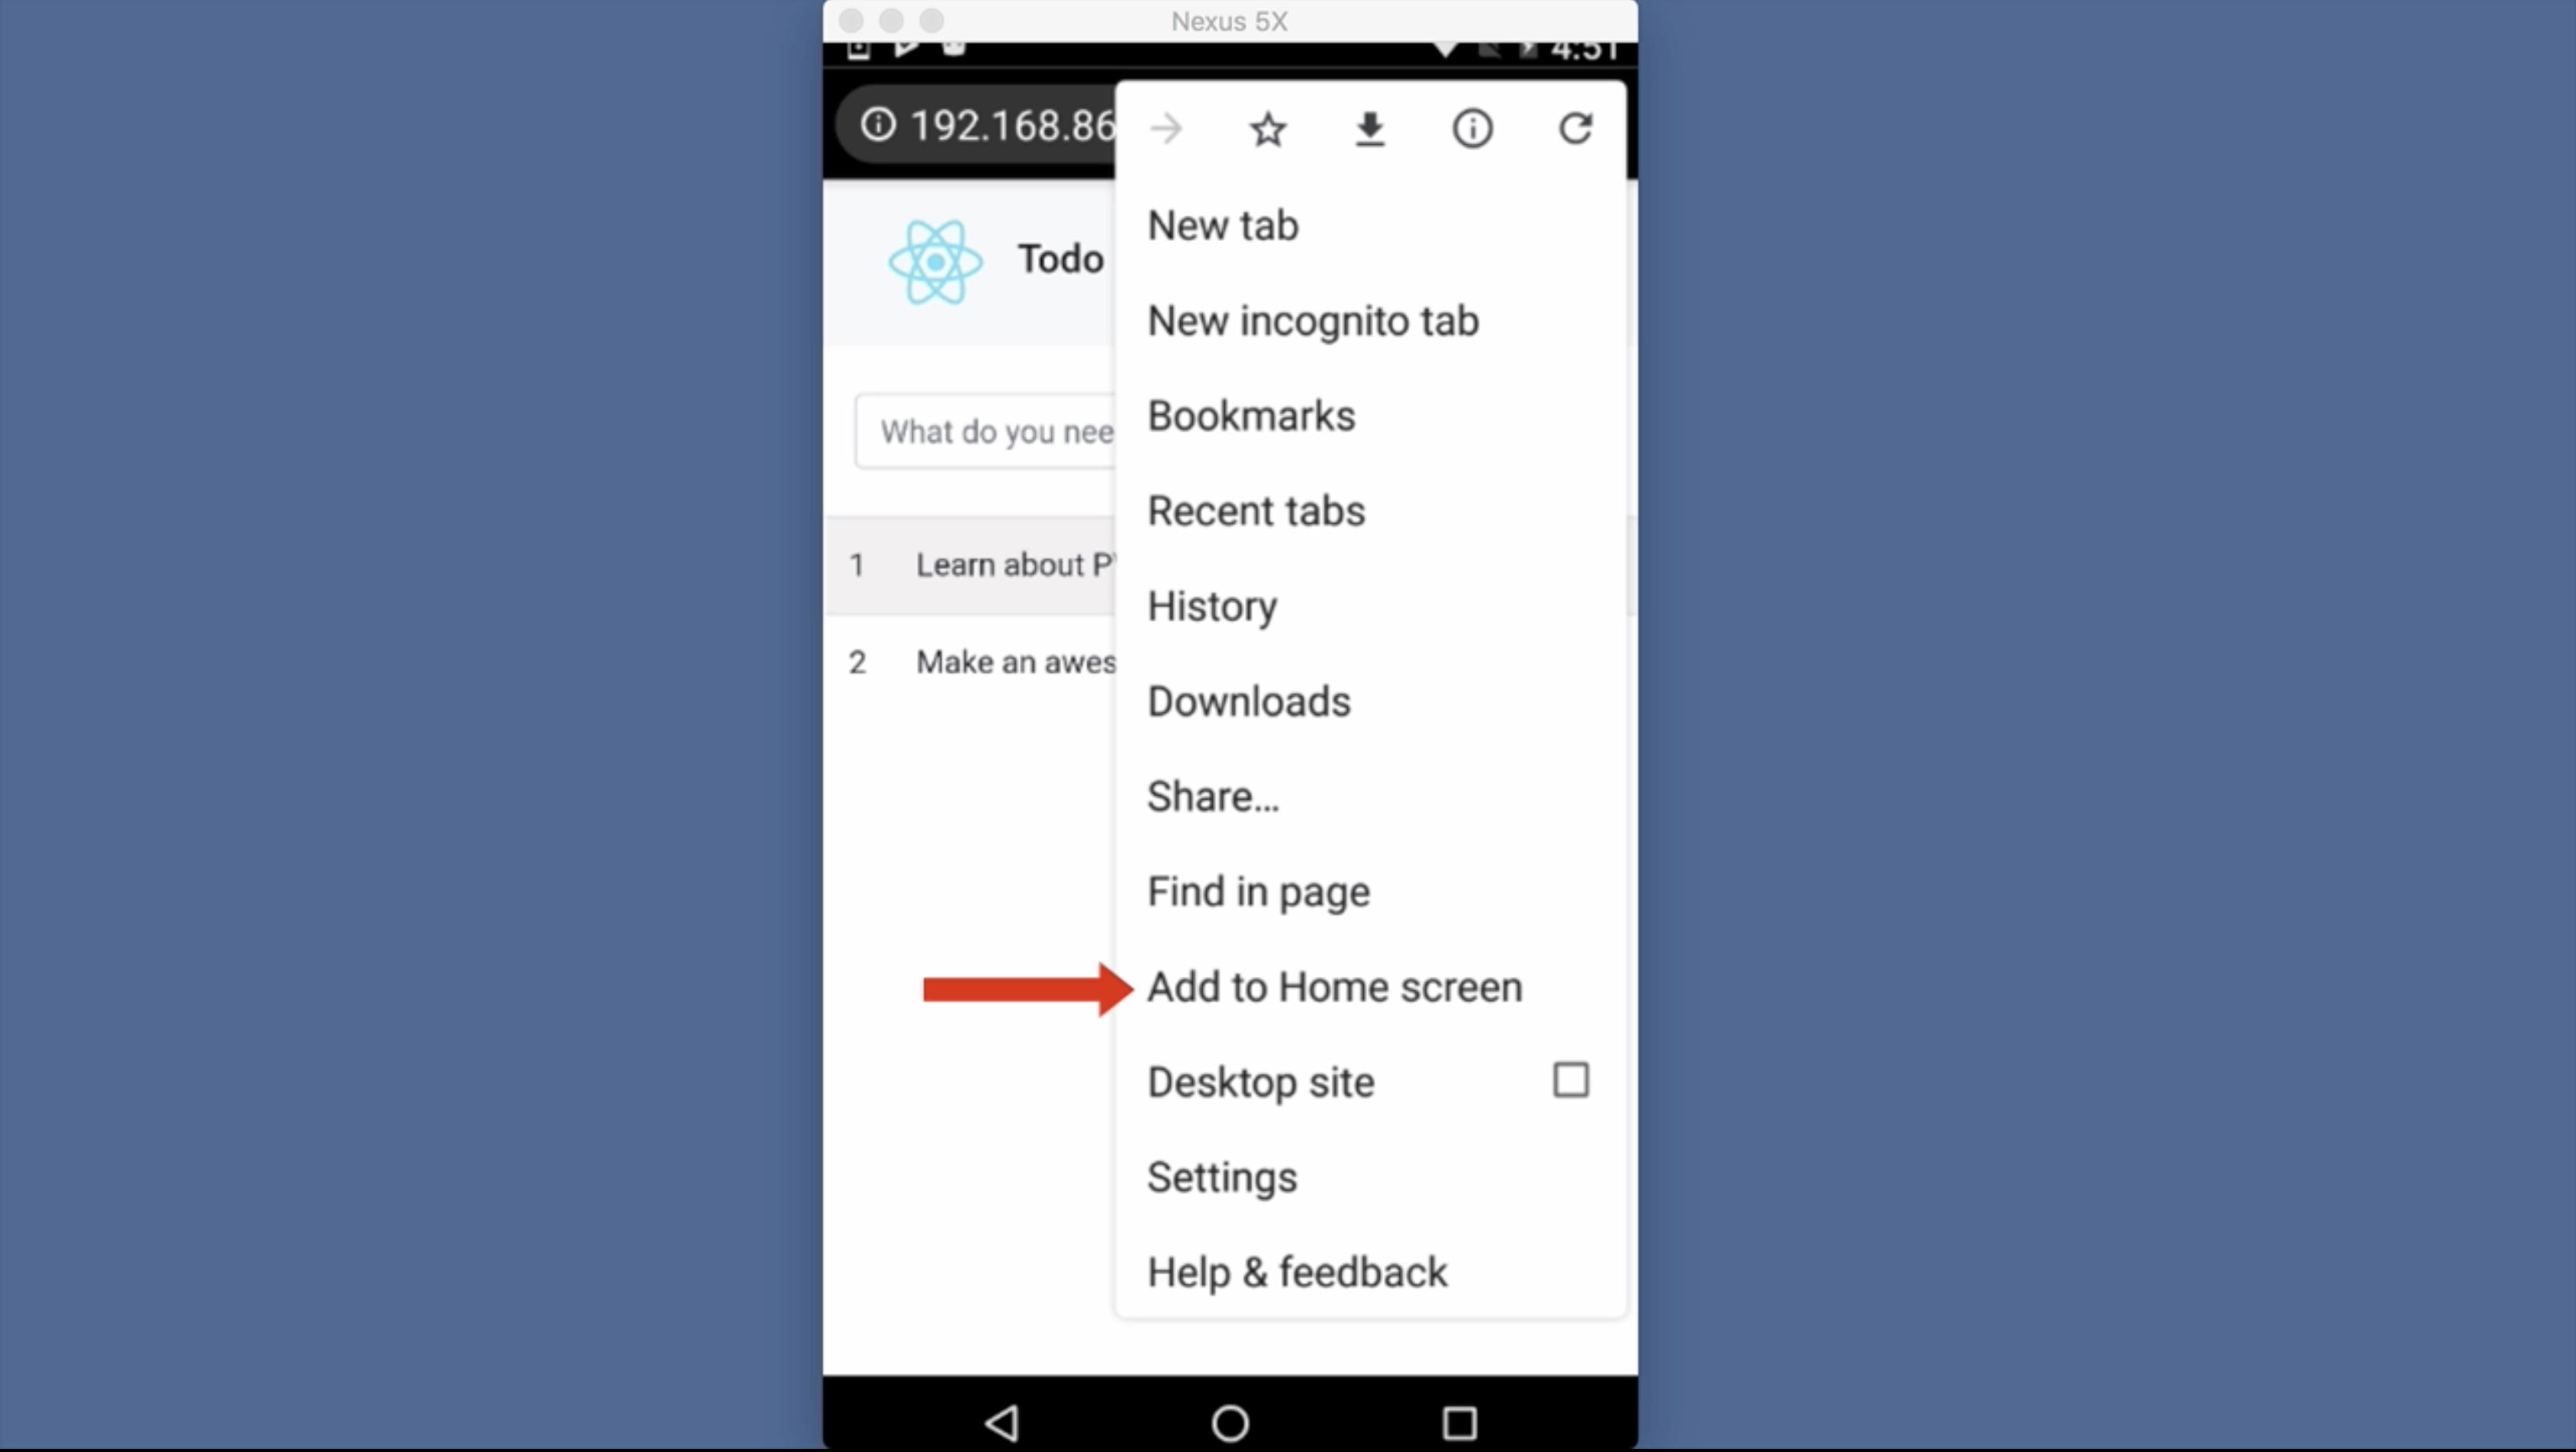 Nexus 5X
4:51
192.168.86
Todo
New tab
New incognito tab
What do you nee
Bookmarks
Recent tabs
1 Learn about P
History
2 Make an awes
Downloads
Share...
Find in page
Add to Home screen
Desktop site
Settings
Help & feedback